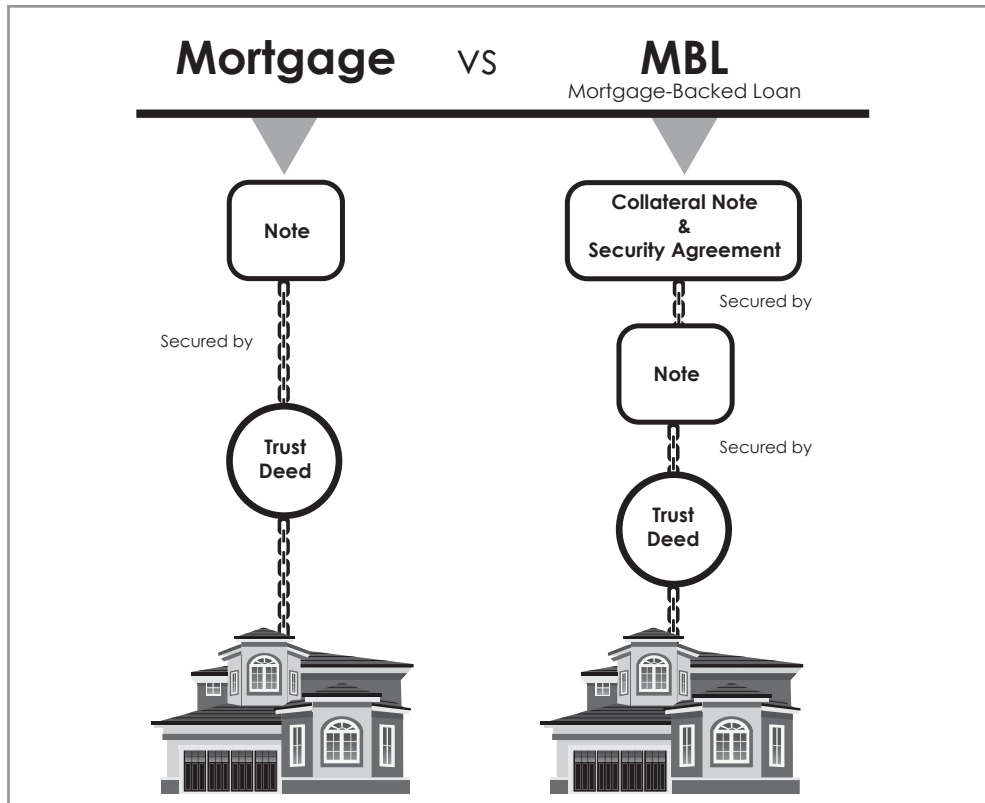 Mortgage vs MBL
Mortgage-Backed Loan
Note
Secured by
Trust
Deed
Collateral Note
&
Security Agreement
Secured by
Note
Secured by
Trust
Deed